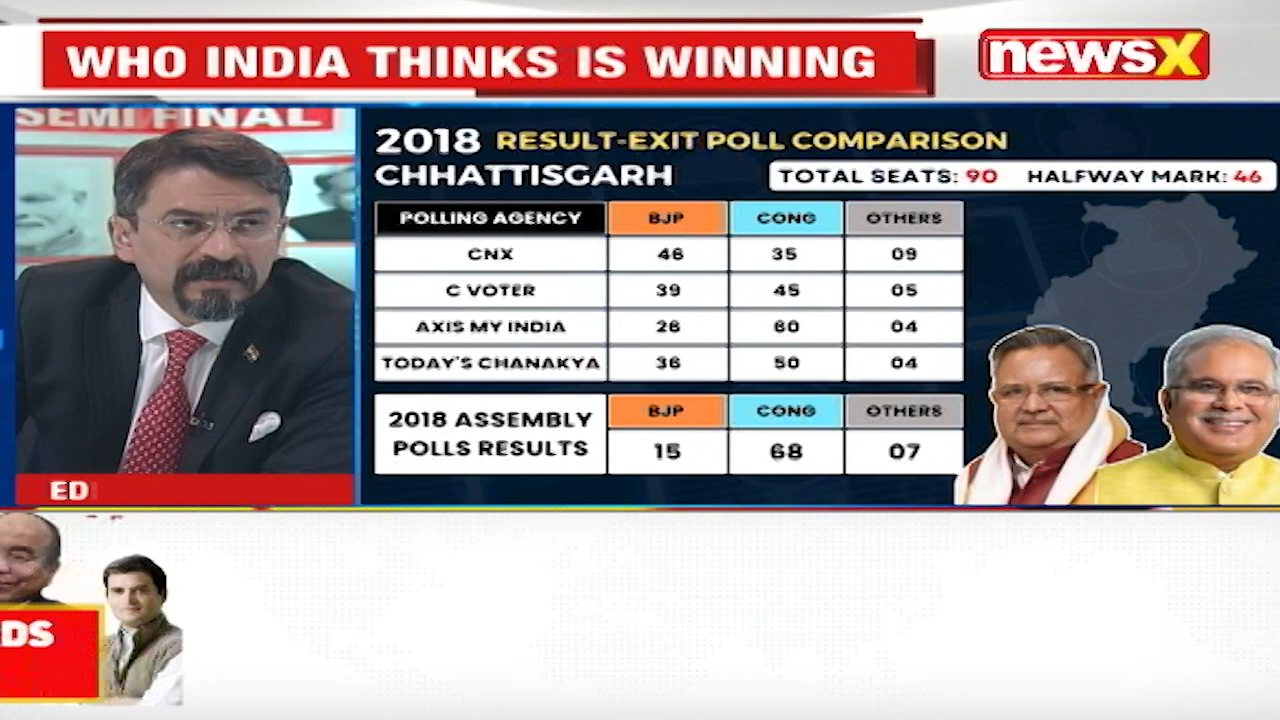 WHO INDIA THINKS IS WINNING
newsX
SEMI FINAL
2018 RESULT-EXIT POLL COMPARISON
CHHATTISGARH
TOTAL SEATS: 90 HALFWAY MARK: 46
POLLING AGENCY BJP CONG OTHERS
CNX 46 35 09
C VOTER 39 45 05
AXIS MY INDIA 26 60 04
TODAY'S CHANAKYA 36 50 04
2018 ASSEMBLY POLLS RESULTS
BJP CONG OTHERS
15 68 07
ED
RDS